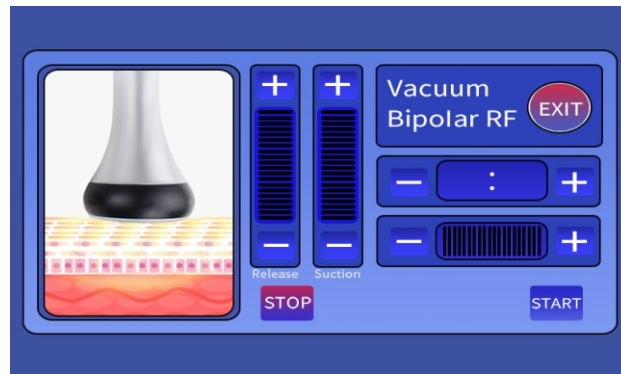 Vacuum
Bipolar RF
EXIT
:
Release
Suction
STOP
START